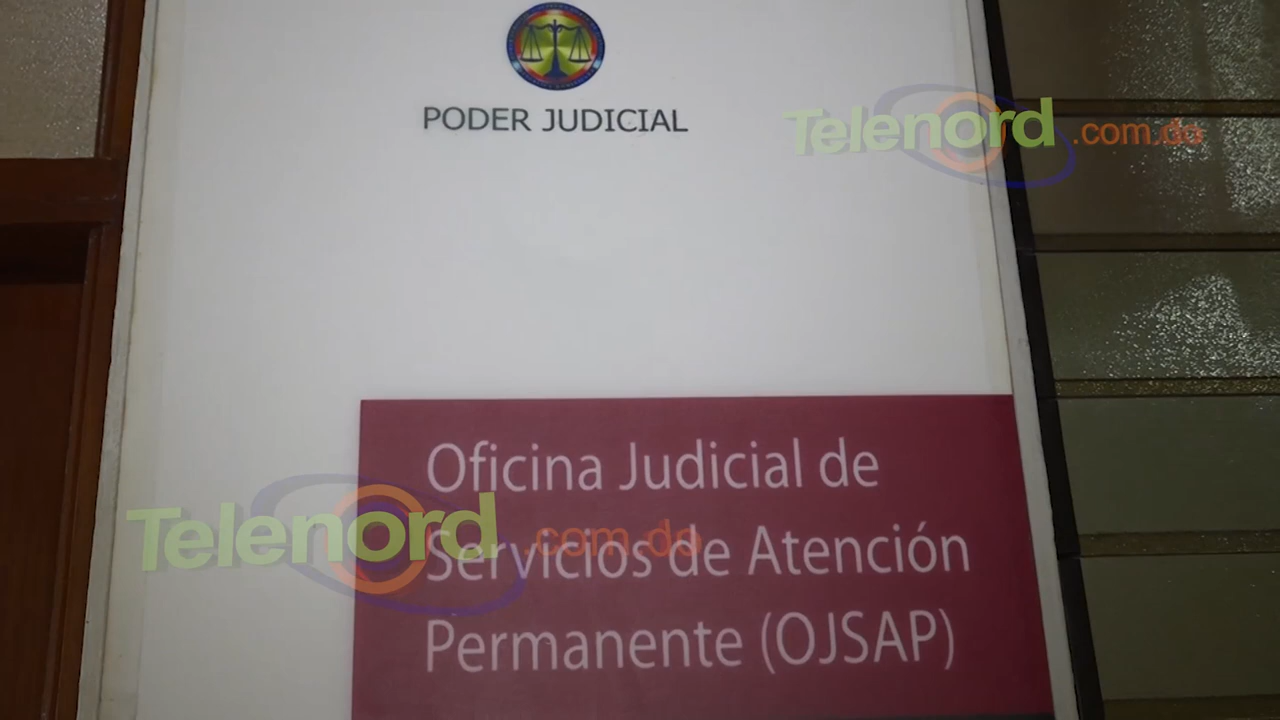 PODER JUDICIAL
Telenord.com.do
Oficina Judicial de
Servicios de Atención
Permanente (OJSAP)
Telenord.com.do